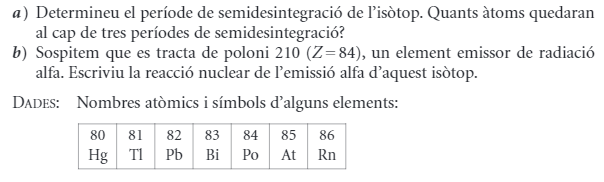 a) Determineu el període de semidesintegració de l’isòtop. Quants àtoms quedaran
al cap de tres períodes de semidesintegració?
b) Sospitem que es tracta de poloni 210 (Z=84), un element emissor de radiació
alfa. Escriviu la reacció nuclear de l’emissió alfa d’aquest isòtop.
DADES: Nombres atòmics i símbols d’alguns elements:
80 81 82 83 84 85 86
Hg Tl Pb Bi Po At Rn